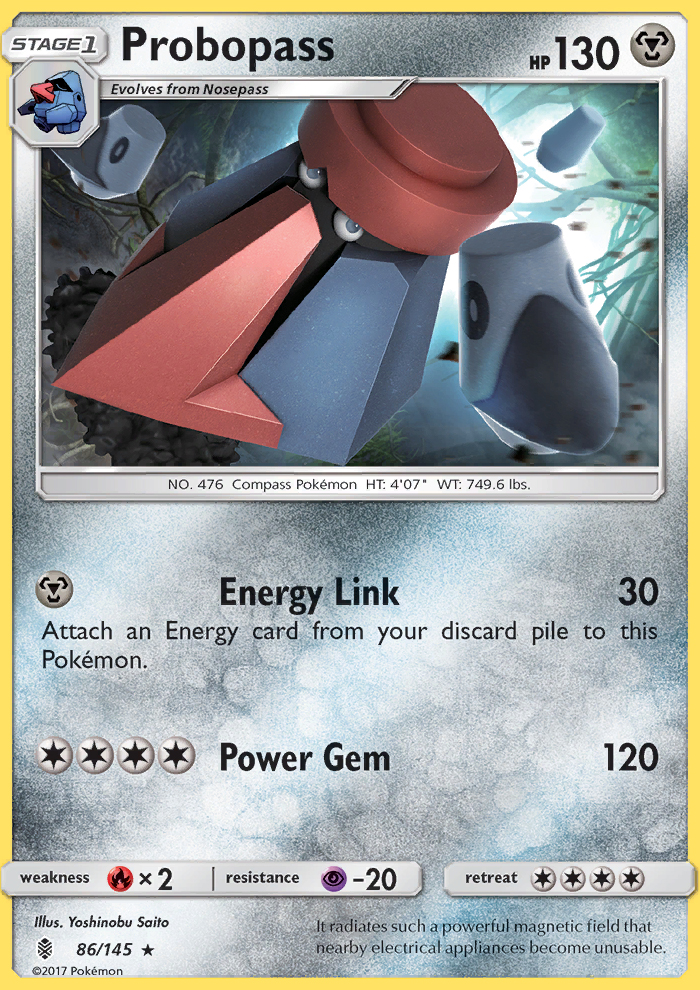 STAGE1
Probopass
HP 130
Evolves from Nosepass
NO. 476 Compass Pokémon HT: 4'07" WT: 749.6 lbs.
Energy Link 30
Attach an Energy card from your discard pile to this
Pokémon.
Power Gem 120
weakness × 2 resistance –20 retreat
Illus. Yoshinobu Saito
86/145 ★
©2017 Pokémon
It radiates such a powerful magnetic field that
nearby electrical appliances become unusable.